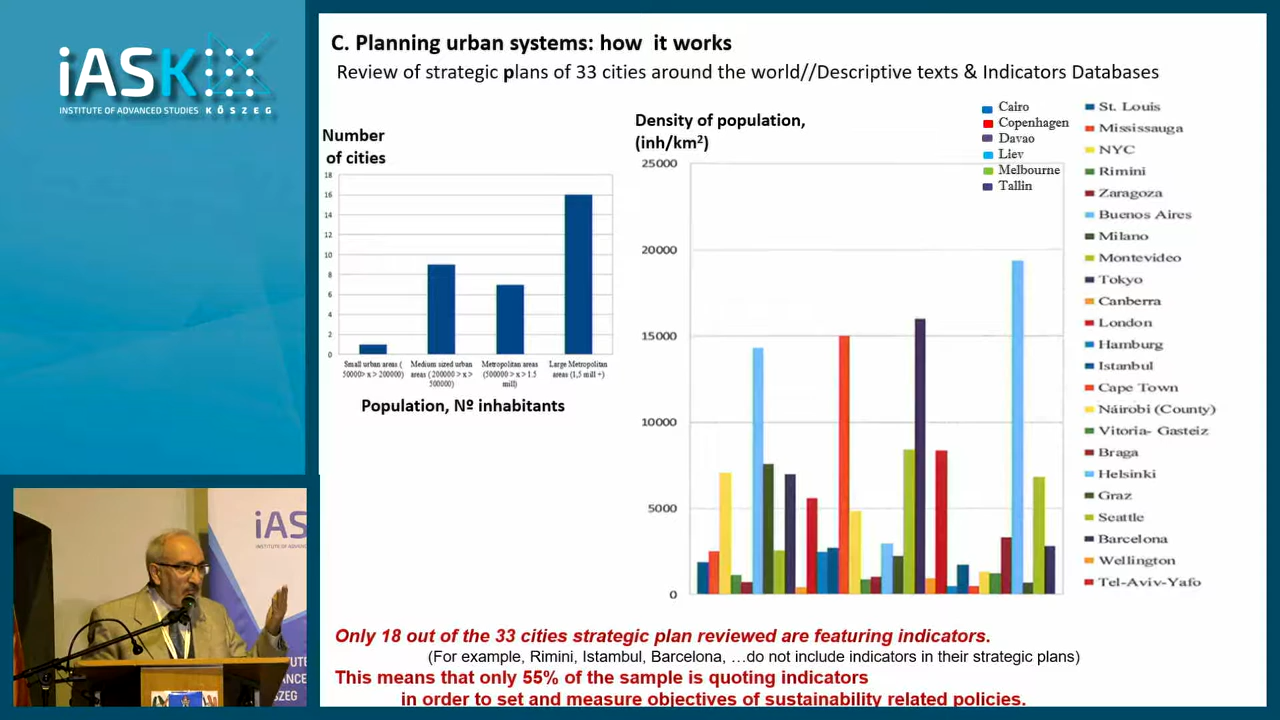 iASK
INSTITUTE OF ADVANCED STUDIES KŐSZEG
C. Planning urban systems: how it works
Review of strategic plans of 33 cities around the world//Descriptive texts & Indicators Databases
Number
of cities
18
16
14
12
10
8
6
4
2
0
Small urban areas (
50000> x > 200000)
Medium sized urban
areas ( 200000 > x >
500000)
Metropolitan areas
(500000 > x > 1.5
mill)
Large Metropolitan
areas (1,5 mill +)
Population, Nº inhabitants
Density of population,
(inh/km²)
25000
20000
15000
10000
5000
0
Cairo
Copenhagen
Davao
Liev
Melbourne
Tallin
St. Louis
Mississauga
NYC
Rimini
Zaragoza
Buenos Aires
Milano
Montevideo
Tokyo
Canberra
London
Hamburg
Istanbul
Cape Town
Náirobi (County)
Vitoria- Gasteiz
Braga
Helsinki
Graz
Seattle
Barcelona
Wellington
Tel-Aviv-Yafo
Only 18 out of the 33 cities strategic plan reviewed are featuring indicators.
(For example, Rimini, Istambul, Barcelona, …do not include indicators in their strategic plans)
This means that only 55% of the sample is quoting indicators
in order to set and measure objectives of sustainability related policies.
iAS
INSTITUTE OF ADVANC